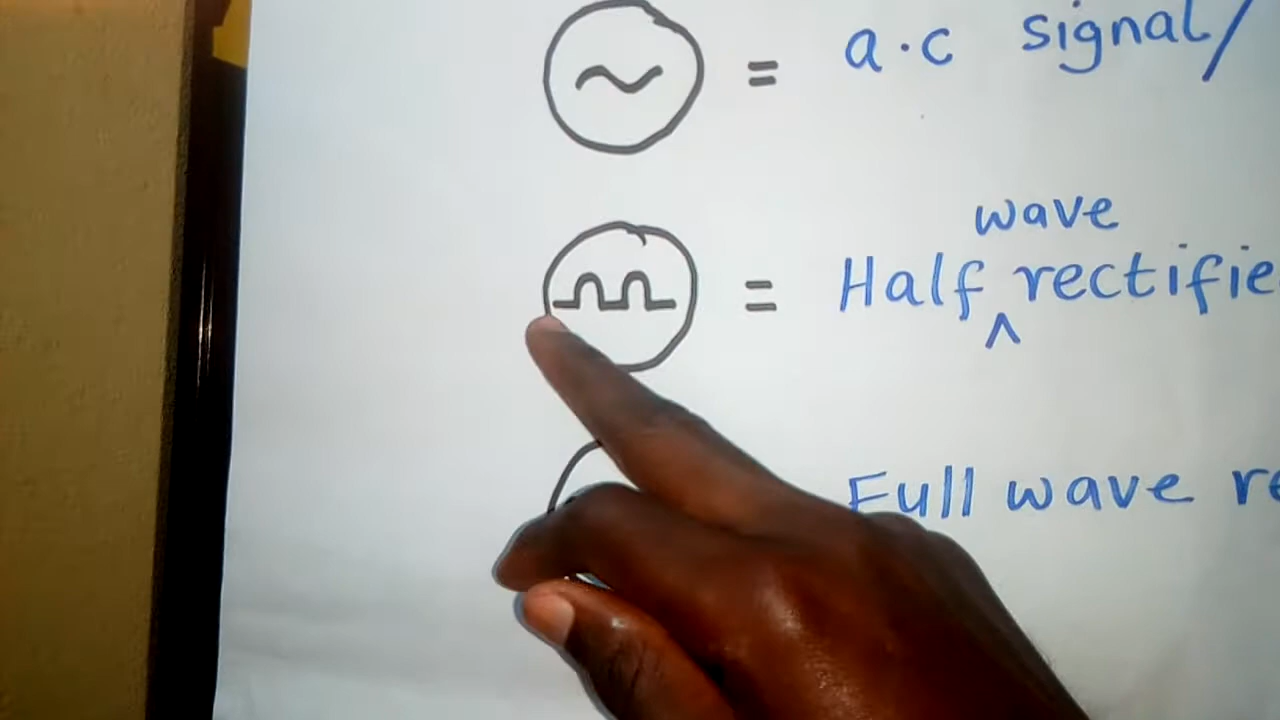 = a.c signal/
wave
= Half ^ rectifie
Full wave re